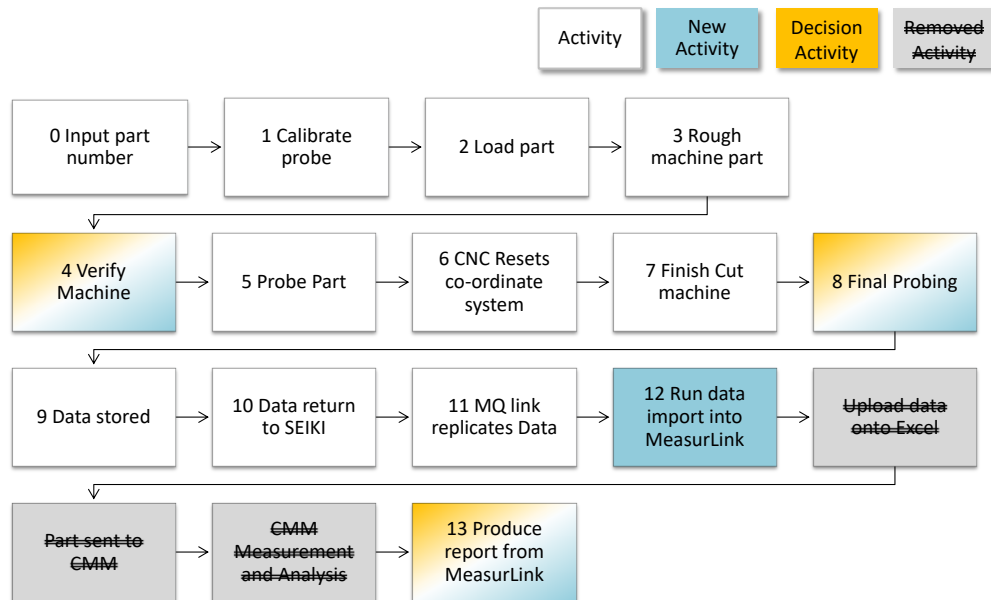 Activity
New
Activity
Decision
Activity
Removed
Activity
0 Input part
number
1 Calibrate
probe
2 Load part
3 Rough
machine part
4 Verify
Machine
5 Probe Part
6 CNC Resets
co-ordinate
system
7 Finish Cut
machine
8 Final Probing
9 Data stored
10 Data return
to SEIKI
11 MQ link
replicates Data
12 Run data
import into
MeasurLink
Upload data
onto Excel
Part sent to
CMM
CMM
Measurement
and Analysis
13 Produce
report from
MeasurLink